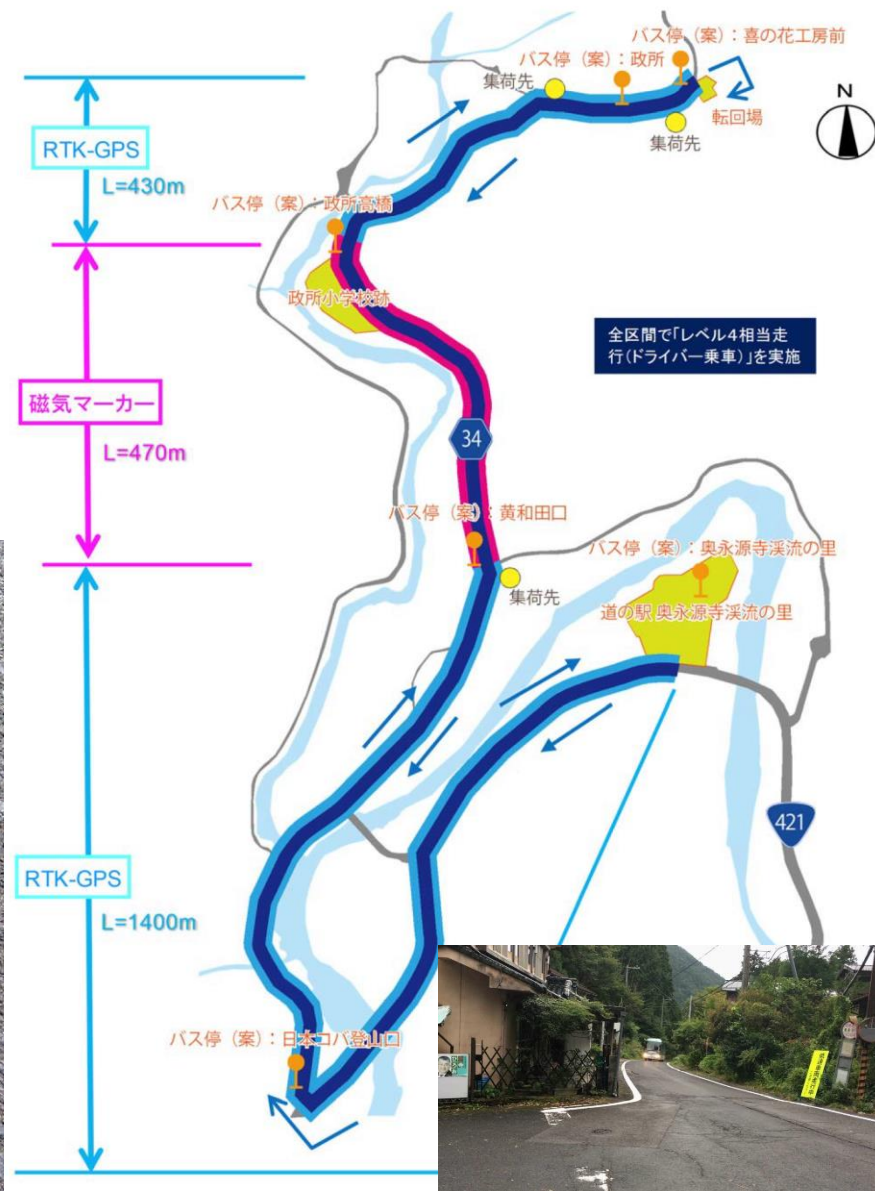 バス停（案）：喜の花工房前
バス停（案）：政所
集荷先
転回場
集荷先
N
RTK-GPS
L=430m
バス停（案）：政所高橋
政所小学校跡
全区間で「レベル4相当走
行（ドライバー乗車）」を実施
磁気マーカー
L=470m
34
バス停（案）：黄和田口
集荷先
バス停（案）：奥永源寺渓流の里
道の駅 奥永源寺渓流の里
421
RTK-GPS
L=1400m
バス停（案）：日本コバ登山口